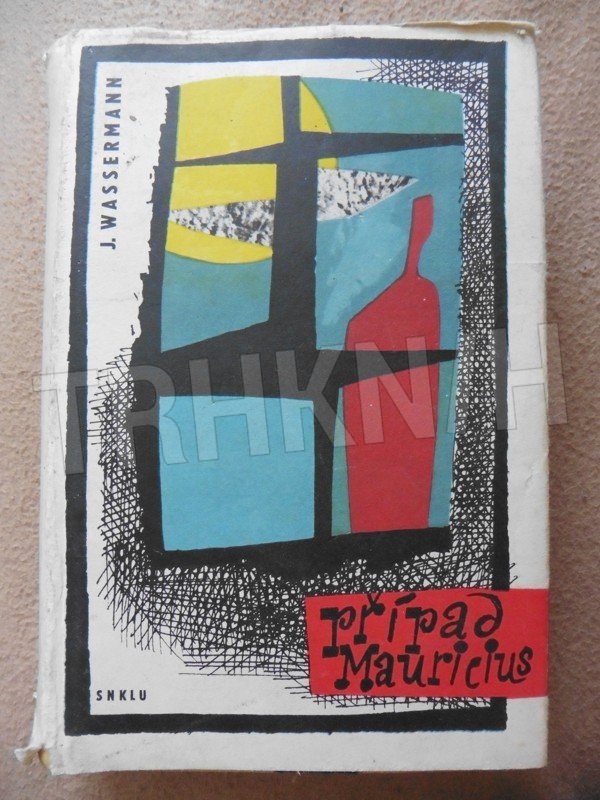 J. WASSERMANN
TRHKNIH
případ
Mauricius
SNKLU